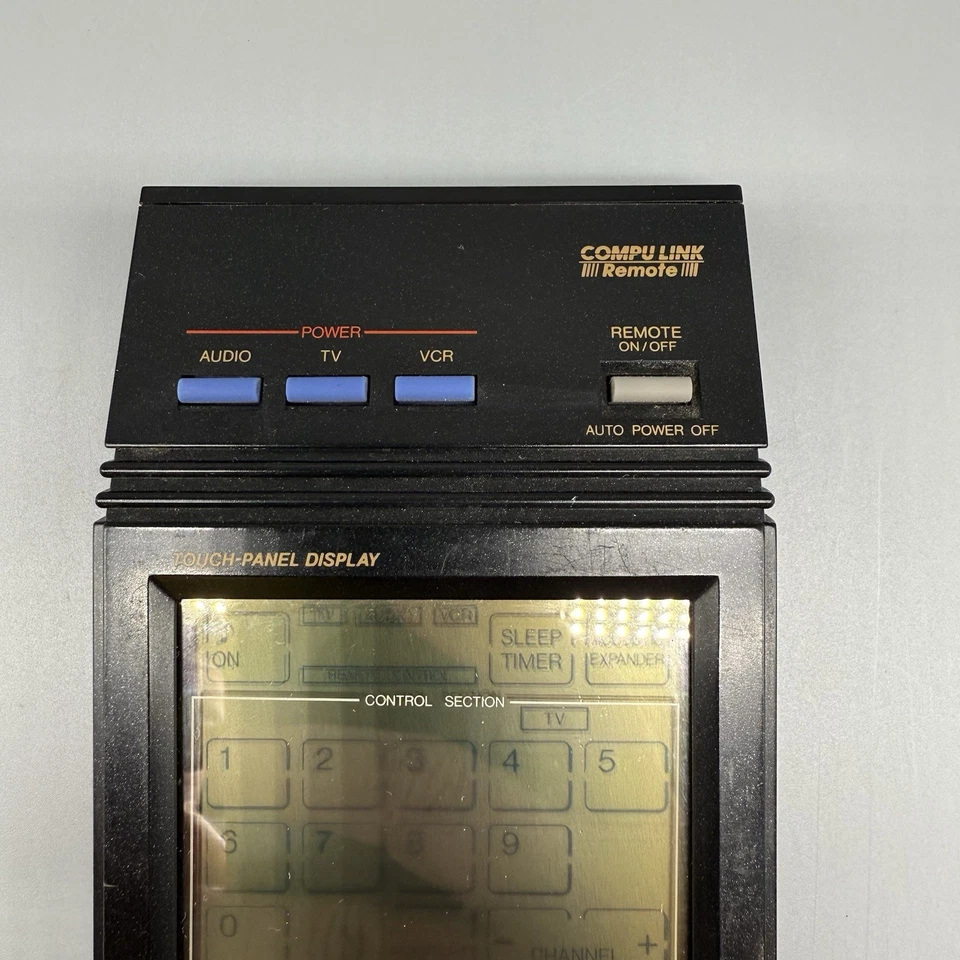 COMPU LINK
Remote
POWER
REMOTE
ON/OFF
AUDIO TV VCR
AUTO POWER OFF
TOUCH-PANEL DISPLAY
VCR
SLEEP
TIMER
ON
EXPANDER
CONTROL SECTION
TV
1 2 3 4 5
6 7 8 9
0
- CHANNEL +